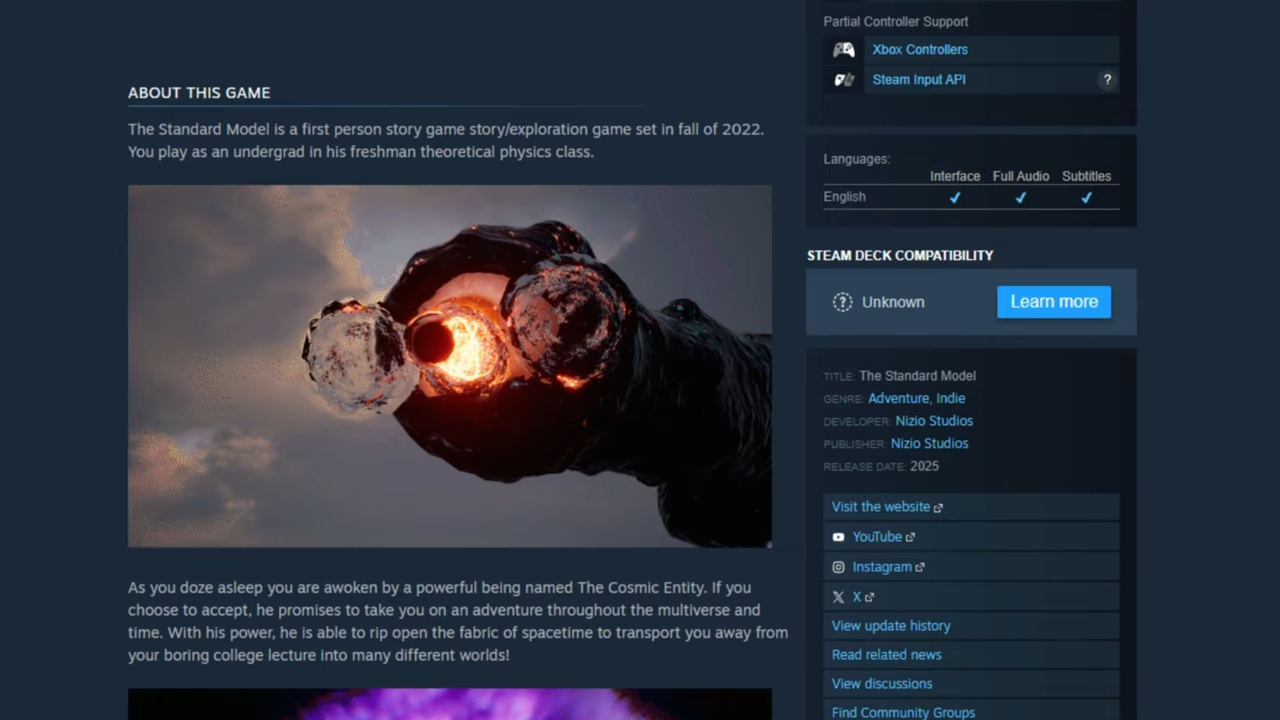 ABOUT THIS GAME
The Standard Model is a first person story game story/exploration game set in fall of 2022.
You play as an undergrad in his freshman theoretical physics class.
As you doze asleep you are awoken by a powerful being named The Cosmic Entity. If you
choose to accept, he promises to take you on an adventure throughout the multiverse and
time. With his power, he is able to rip open the fabric of spacetime to transport you away from
your boring college lecture into many different worlds!
Partial Controller Support
Xbox Controllers
Steam Input API ?
Languages:
Interface Full Audio Subtitles
English ✔ ✔ ✔
STEAM DECK COMPATIBILITY
Unknown Learn more
TITLE: The Standard Model
GENRE: Adventure, Indie
DEVELOPER: Nizio Studios
PUBLISHER: Nizio Studios
RELEASE DATE: 2025
Visit the website
YouTube
Instagram
X
View update history
Read related news
View discussions
Find Community Groups